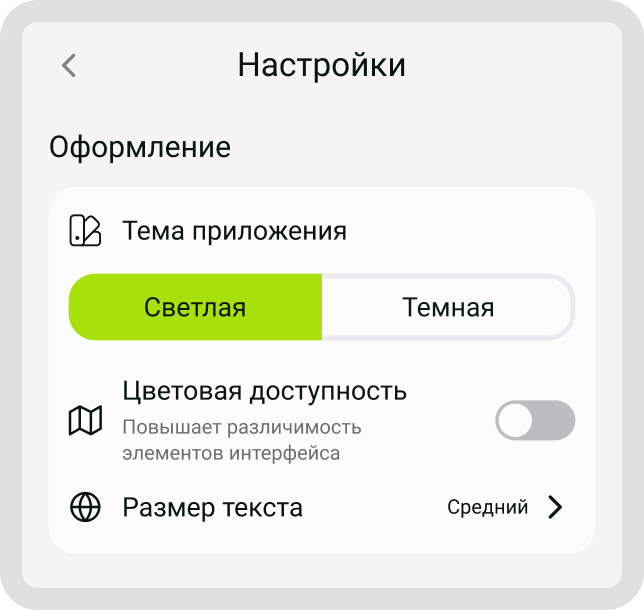 Настройки
Оформление
Тема приложения
Светлая
Темная
Цветовая доступность
Повышает различимость
элементов интерфейса
Размер текста
Средний